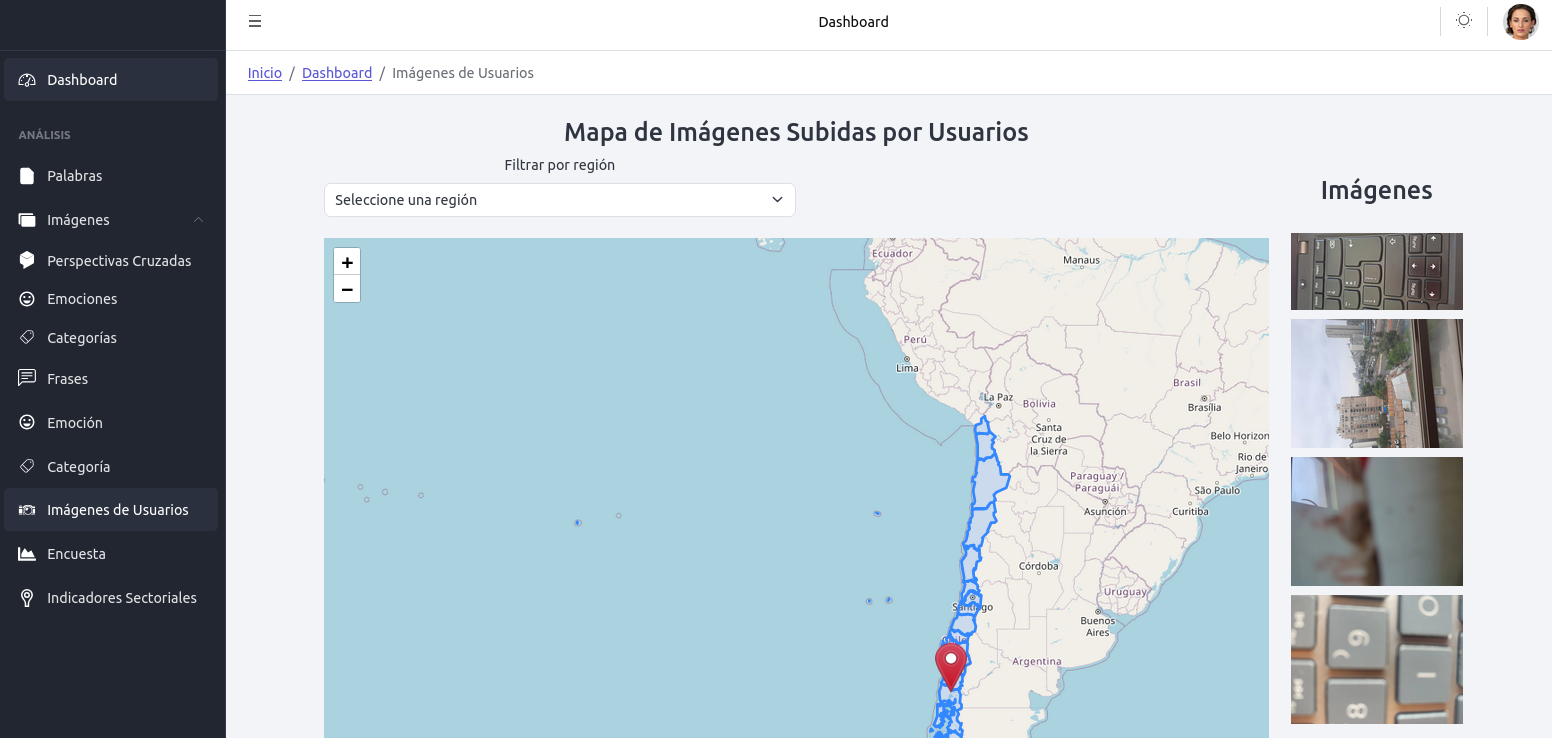 Dashboard
Inicio / Dashboard / Imágenes de Usuarios
Dashboard
ANÁLISIS
Palabras
Imágenes
Perspectivas Cruzadas
Emociones
Categorías
Frases
Emoción
Categoría
Imágenes de Usuarios
Encuesta
Indicadores Sectoriales
Mapa de Imágenes Subidas por Usuarios
Filtrar por región
Seleccione una región
Imágenes
+
−
Ecuador
Manaus
Perú
Lima
Brasil
La Paz
Bolivia
Brasília
Santa
Cruz de
la Sierra
Belo Horizon
Rio de
Janeiro
Paraguay /
Paraguái
São Paulo
Asunción
Curitiba
Córdoba
Santiago
Uruguay
Buenos
Aires
Chile
Argentina
9
8